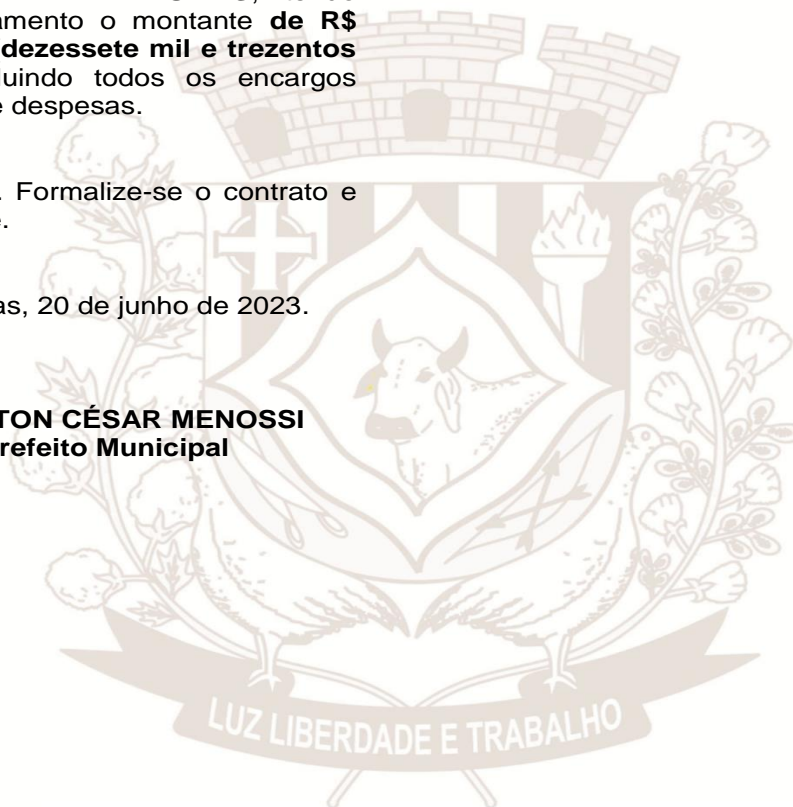 amento o montante de R$
dezessete mil e trezentos
luindo todos os encargos
e despesas.
. Formalize-se o contrato e
e.
as, 20 de junho de 2023.
TON CÉSAR MENOSSI
refeito Municipal
LUZ LIBERDADE E TRABALHO